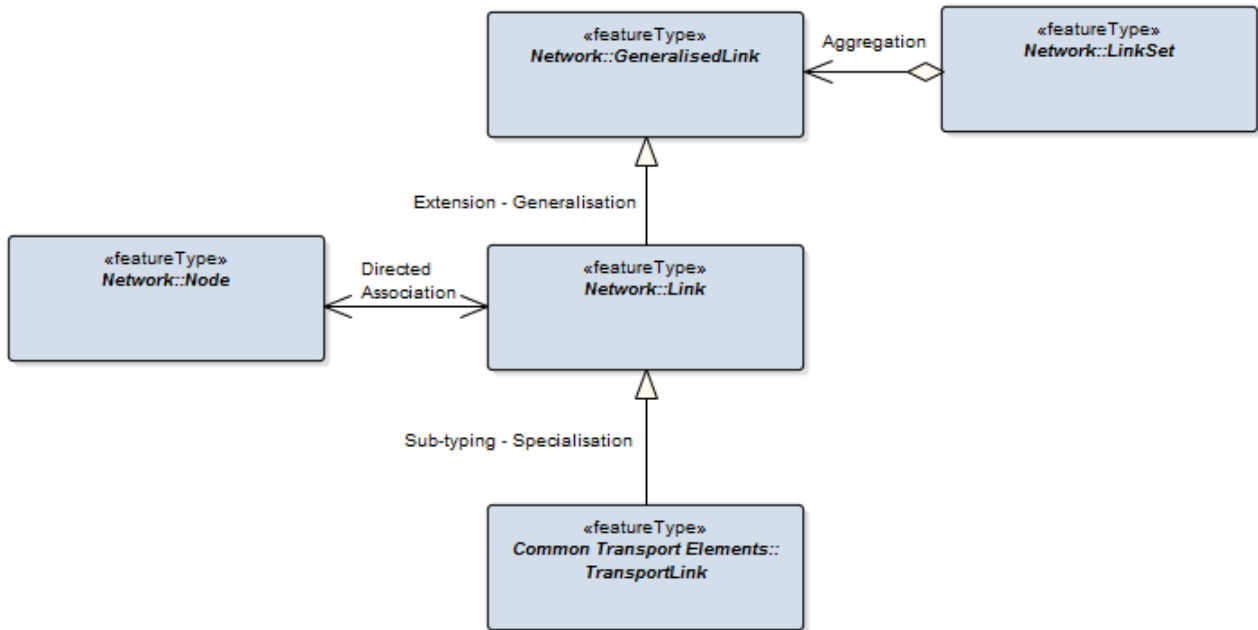 «featureType»
Network::GeneralisedLink
Aggregation
«featureType»
Network::LinkSet
Extension - Generalisation
«featureType»
Network::Node
Directed
Association
«featureType»
Network::Link
Sub-typing - Specialisation
«featureType»
Common Transport Elements::
TransportLink